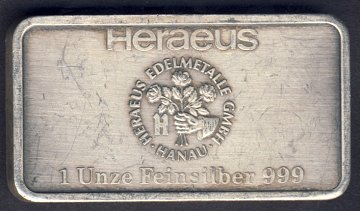 Heraeus
HERAEUS EDELMETALLE GMBH
H
HANAU
1 Unze Feinsilber 999